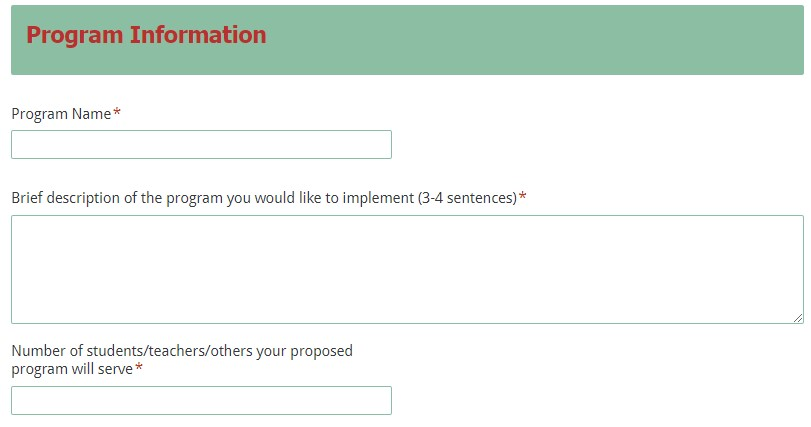 Program Information
Program Name*
Brief description of the program you would like to implement (3-4 sentences)*
Number of students/teachers/others your proposed
program will serve*